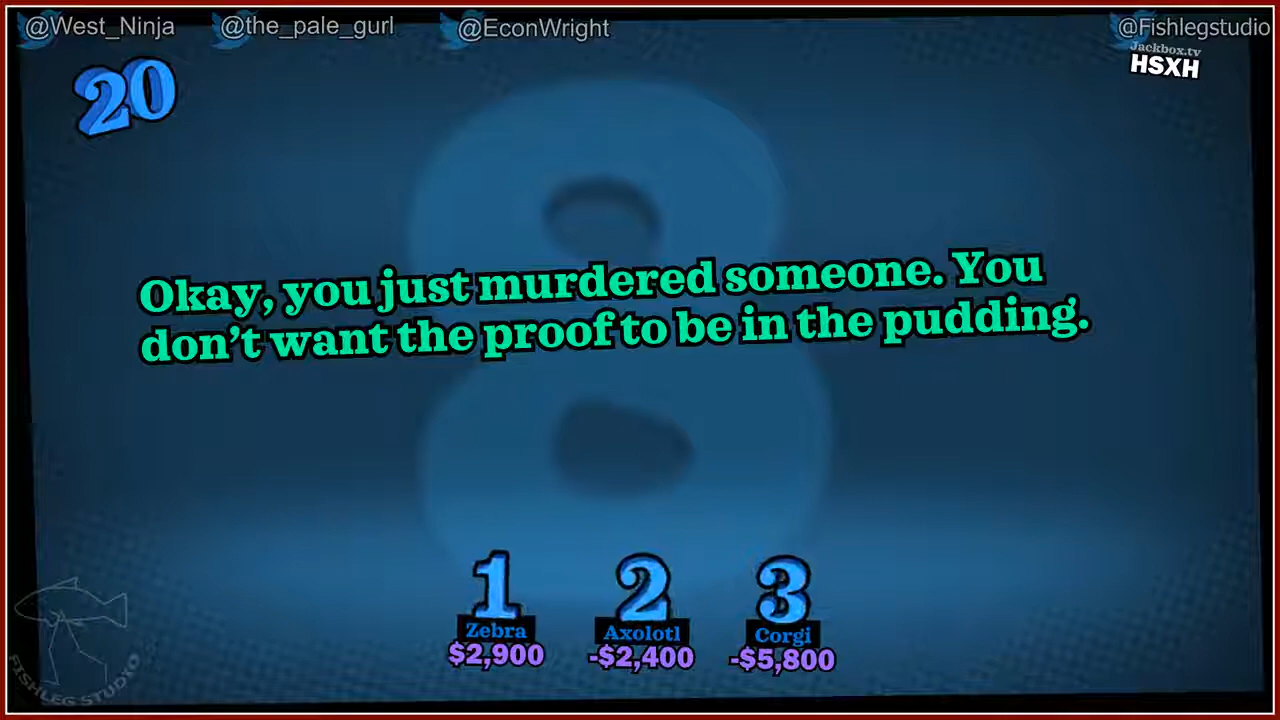 @West_Ninja @the_pale_gurl @EconWright @Fishlegstudio
Jackbox.tv
HSXH
20
8
Okay, you just murdered someone. You
don't want the proof to be in the pudding.
1 2 3
Zebra Axolotl Corgi
$2,900 -$2,400 -$5,800
FISHLEG STUDIO